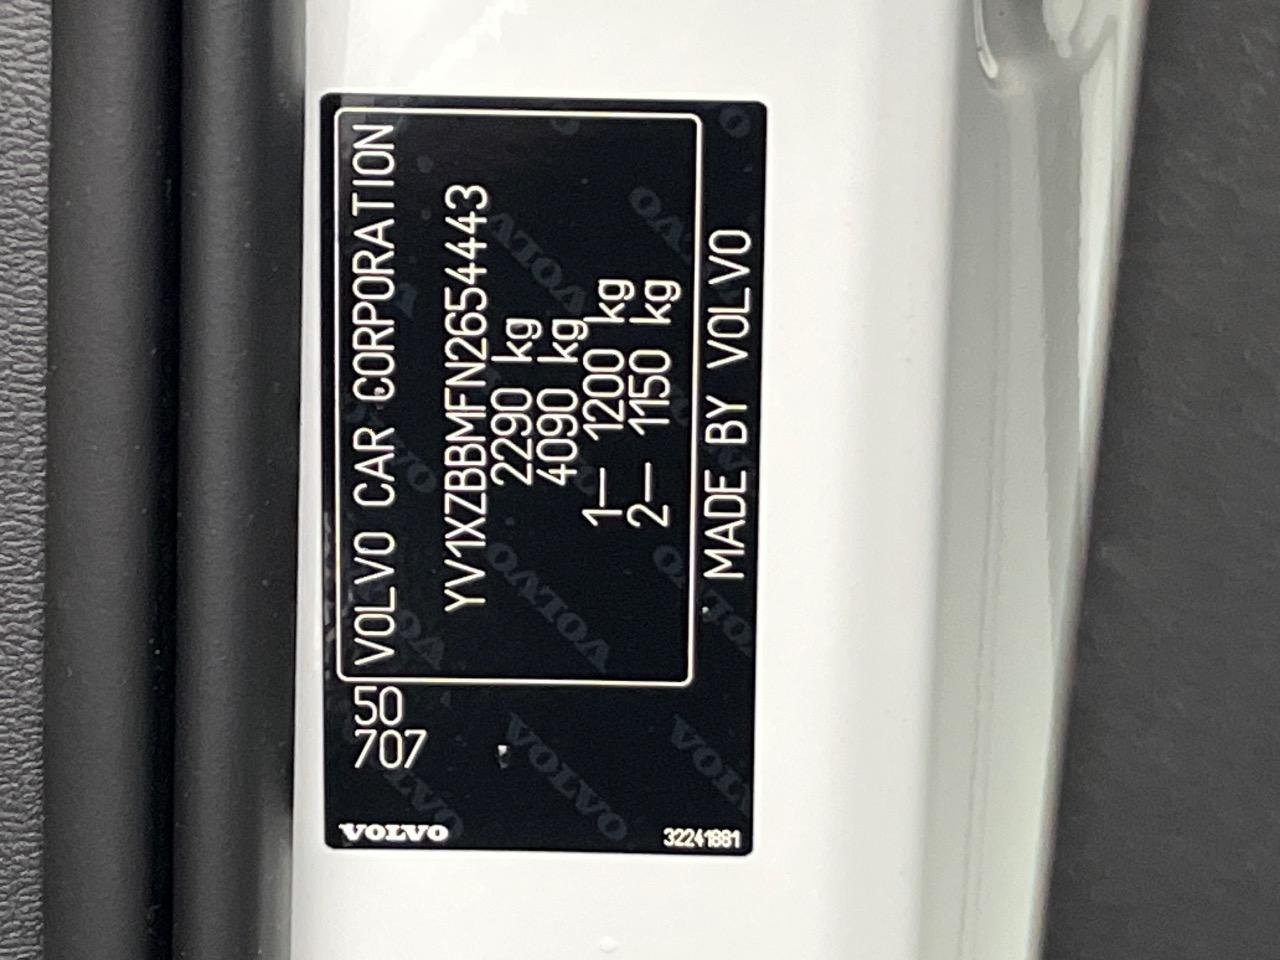 VOLVO
50
707
VOLVO CAR CORPORATION
YV1XZBBMFN2654443
2290 kg
4090 kg
1– 1200 kg
2– 1150 kg
MADE BY VOLVO
32241881